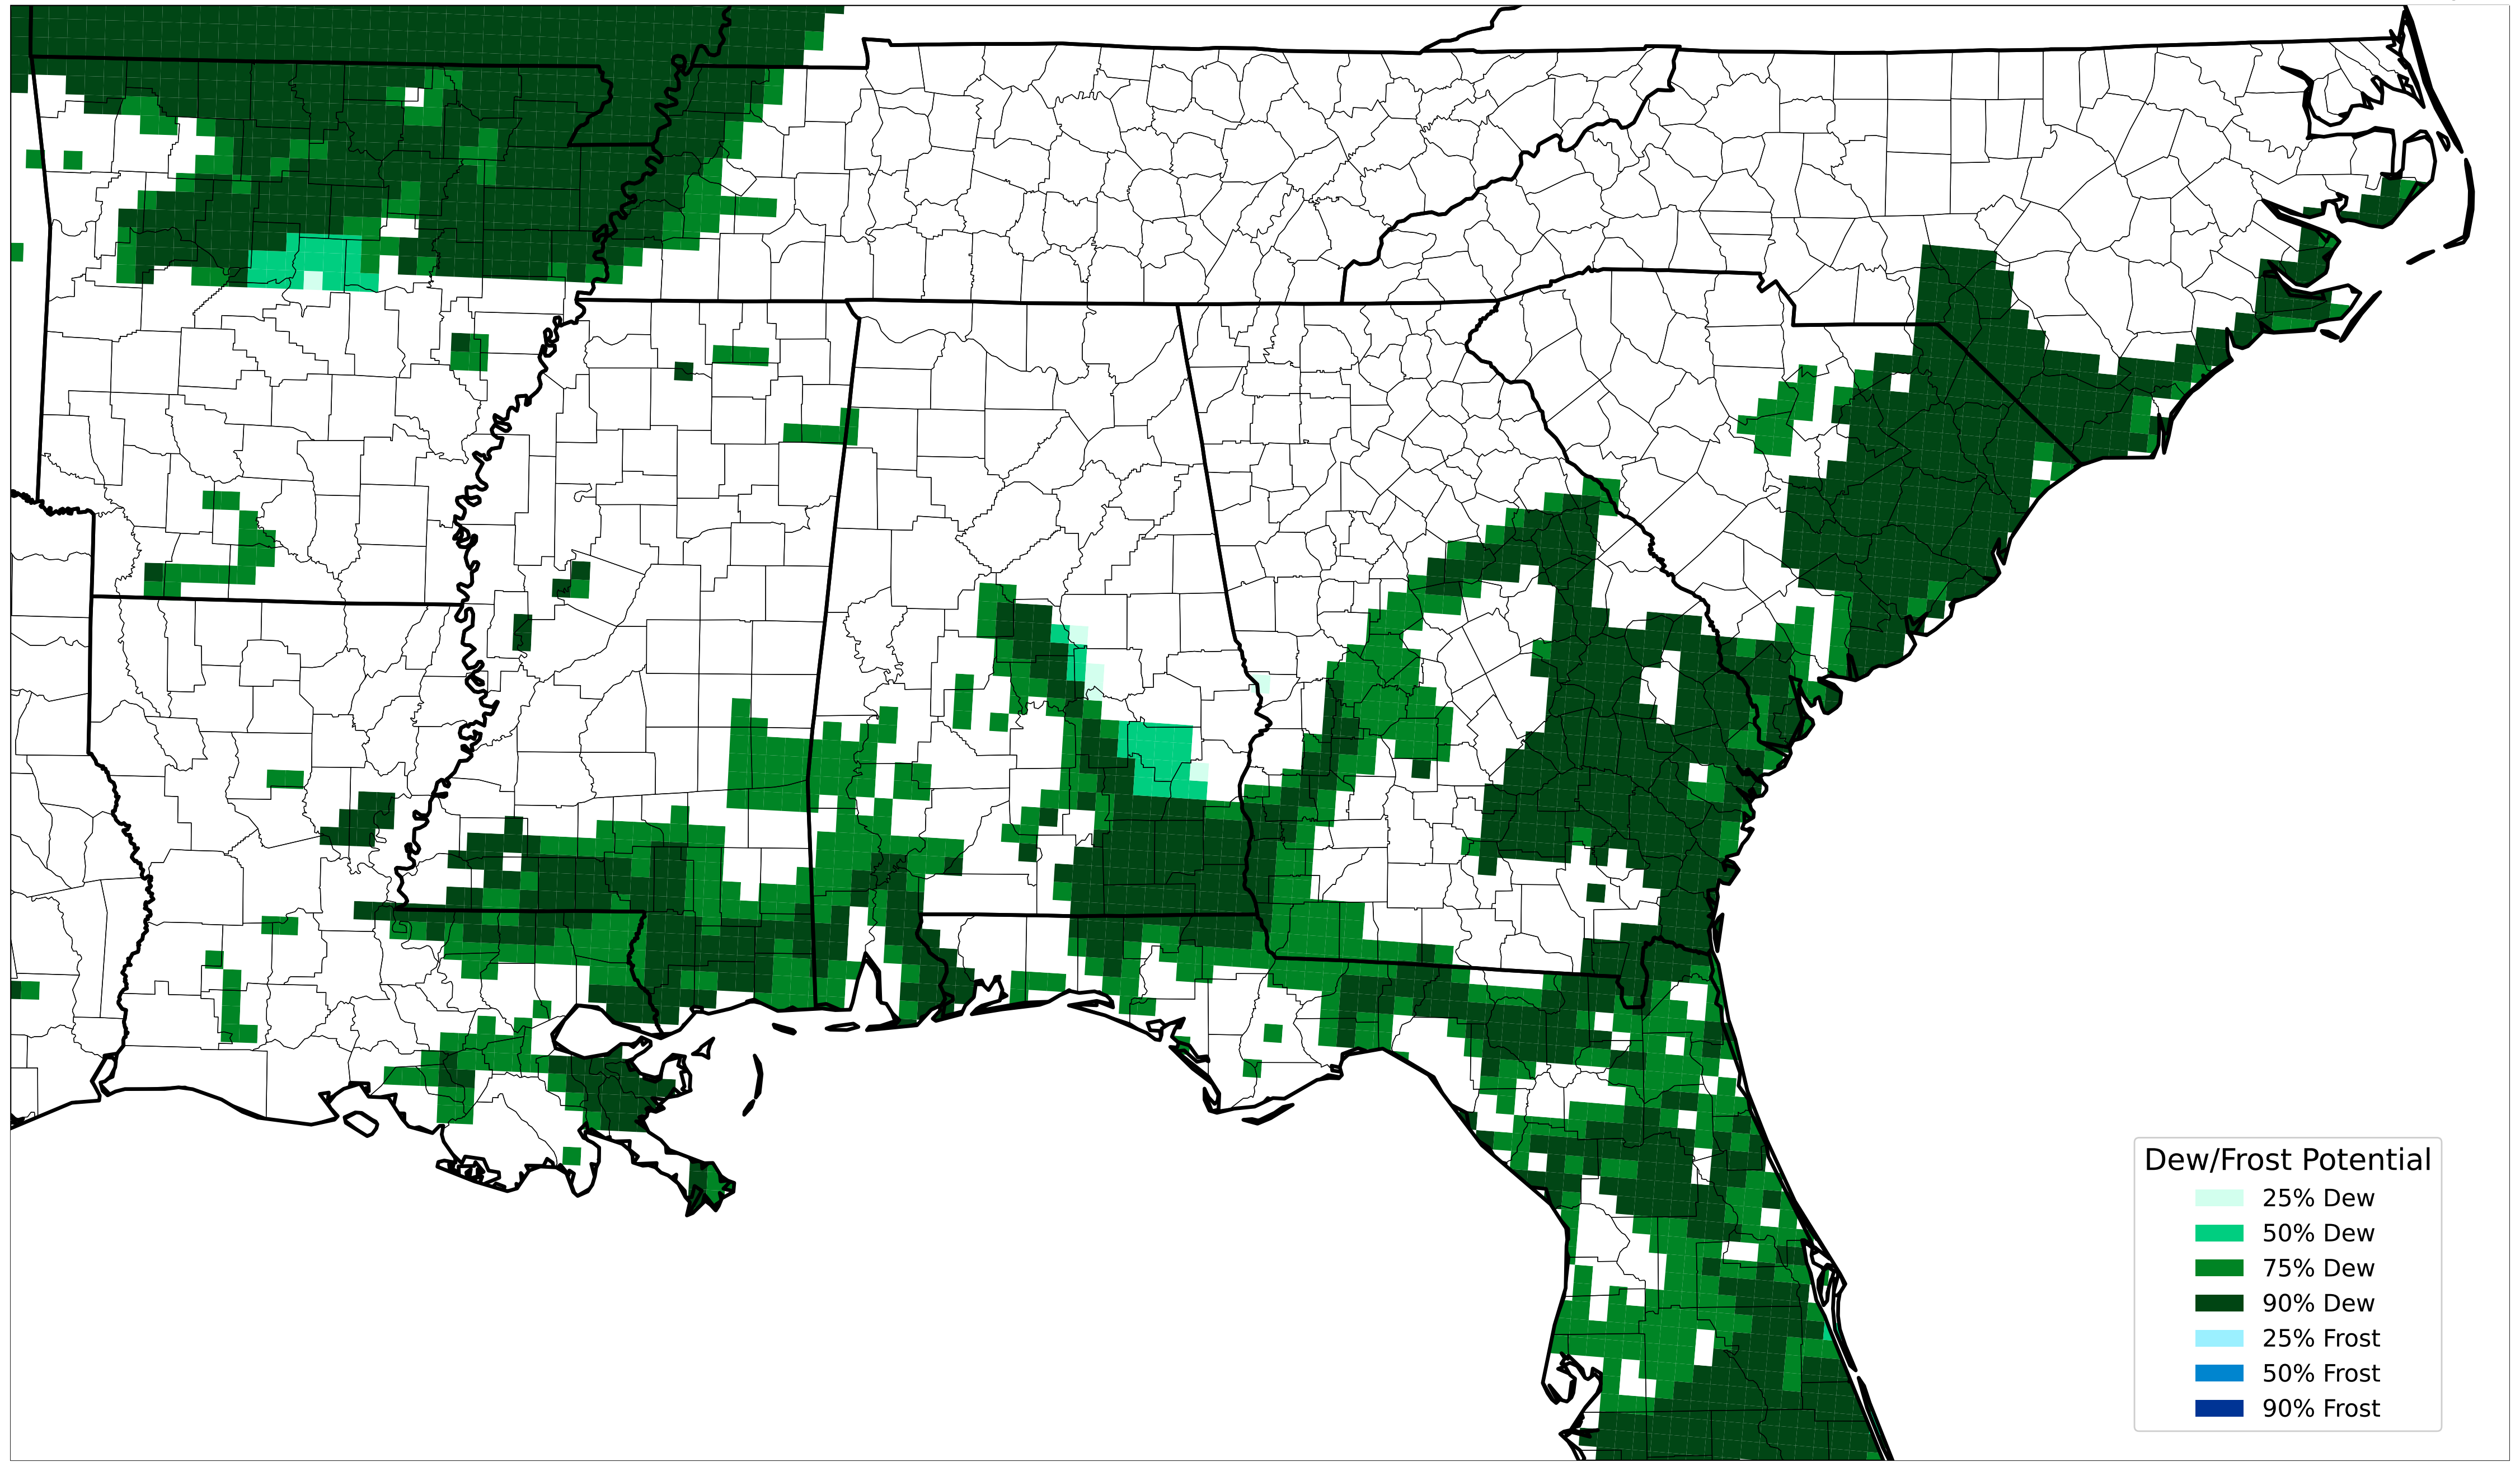 Dew/Frost Potential
25% Dew
50% Dew
75% Dew
90% Dew
25% Frost
50% Frost
90% Frost